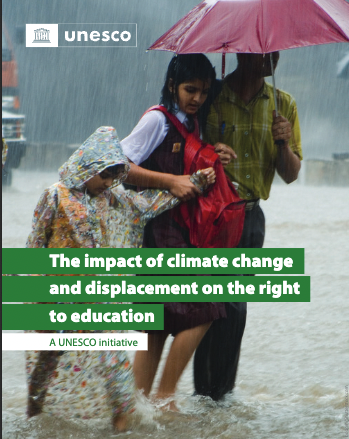 unesco
The impact of climate change
and displacement on the right
to education
A UNESCO initiative